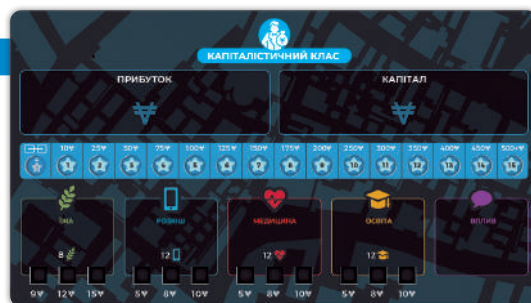 КАПІТАЛІСТИЧНИЙ КЛАС
ПРИБУТОК КАПІТАЛ
10₩ 25₩ 50₩ 75₩ 100₩ 125₩ 150₩ 175₩ 200₩ 250₩ 300₩ 350₩ 400₩ 450₩ 500+₩
1 2 3 4 5 6 7 8 9 10 11 12 13 14 15
ЇЖА РОЗКІШ МЕДИЦИНА ОСВІТА ВПЛИВ
8 12 12 12
9₩ 12₩ 15₩ 5₩ 8₩ 10₩ 5₩ 8₩ 10₩ 5₩ 8₩ 10₩